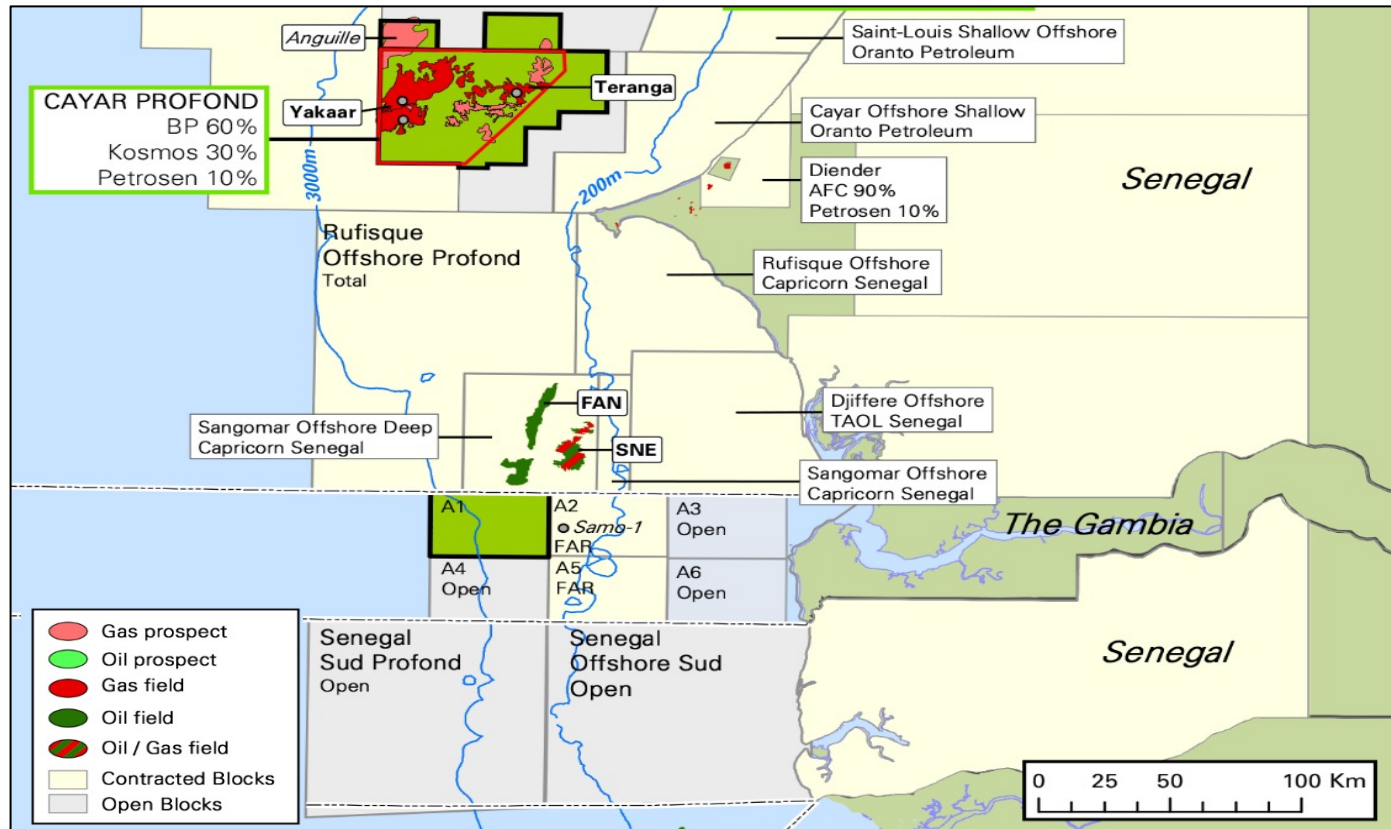 Anguille
Saint-Louis Shallow Offshore
Oranto Petroleum
Teranga
CAYAR PROFOND
BP 60%
Kosmos 30%
Petrosen 10%
Yakaar
Cayar Offshore Shallow
Oranto Petroleum
3000m
200m
Diender
AFC 90%
Petrosen 10%
Senegal
Rufisque
Offshore Profond
Total
Rufisque Offshore
Capricorn Senegal
FAN
Djiffere Offshore
TAOL Senegal
Sangomar Offshore Deep
Capricorn Senegal
SNE
Sangomar Offshore
Capricorn Senegal
A1
A2
Samo-1
FAR
A3
Open
The Gambia
A4
Open
A5
FAR
A6
Open
Senegal
Sud Profond
Open
Senegal
Offshore Sud
Open
Senegal
Gas prospect
Oil prospect
Gas field
Oil field
Oil / Gas field
Contracted Blocks
Open Blocks
0 25 50 100 Km